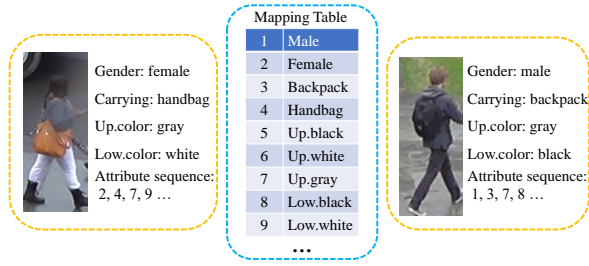 Mapping Table
1 Male
2 Female
3 Backpack
4 Handbag
5 Up.black
6 Up.white
7 Up.gray
8 Low.black
9 Low.white
...
Gender: female
Carrying: handbag
Up.color: gray
Low.color: white
Attribute sequence:
2, 4, 7, 9 ...
Gender: male
Carrying: backpack
Up.color: gray
Low.color: black
Attribute sequence:
1, 3, 7, 8 ...